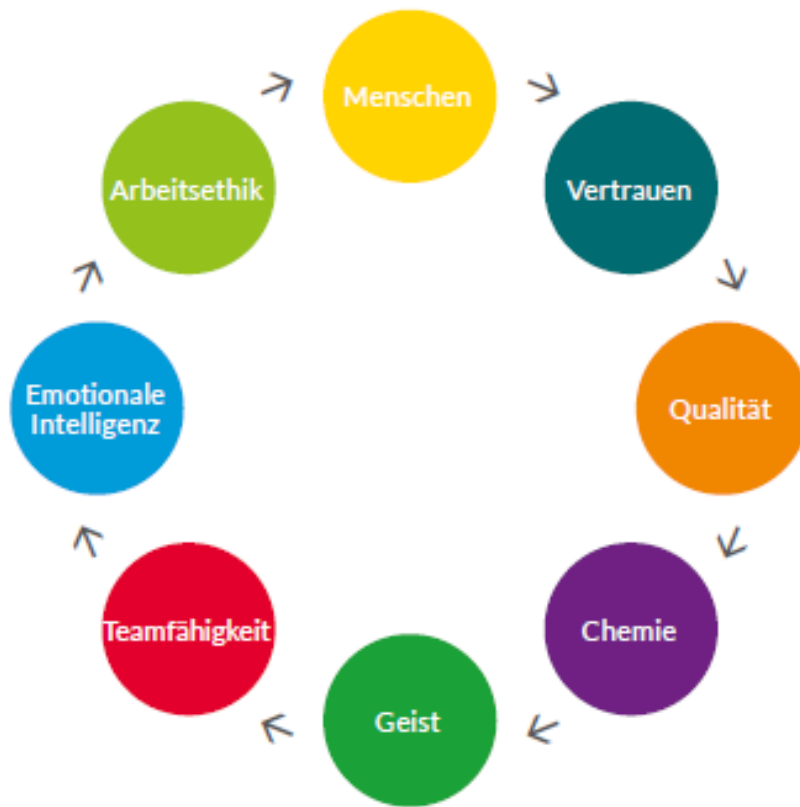 Menschen
Vertrauen
Qualität
Chemie
Geist
Teamfähigkeit
Emotionale
Intelligenz
Arbeitsethik